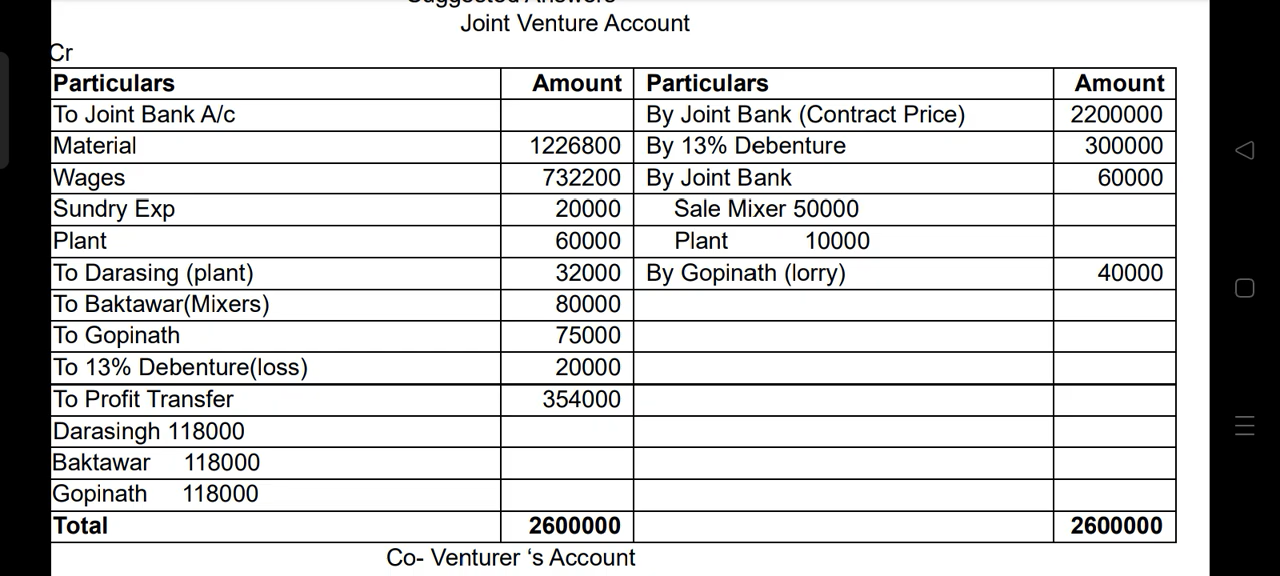 Suggested Answers
Joint Venture Account
Cr
Particulars Amount Particulars Amount
To Joint Bank A/c By Joint Bank (Contract Price) 2200000
Material 1226800 By 13% Debenture 300000
Wages 732200 By Joint Bank 60000
Sundry Exp 20000 Sale Mixer 50000
Plant 60000 Plant 10000
To Darasing (plant) 32000 By Gopinath (lorry) 40000
To Baktawar(Mixers) 80000
To Gopinath 75000
To 13% Debenture(loss) 20000
To Profit Transfer 354000
Darasingh 118000
Baktawar 118000
Gopinath 118000
Total 2600000 2600000
Co- Venturer ‘s Account